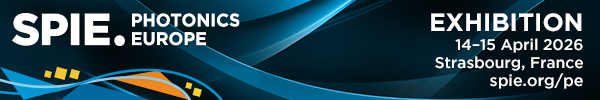 SPIE. PHOTONICS
EUROPE
EXHIBITION
14–15 April 2026
Strasbourg, France
spie.org/pe